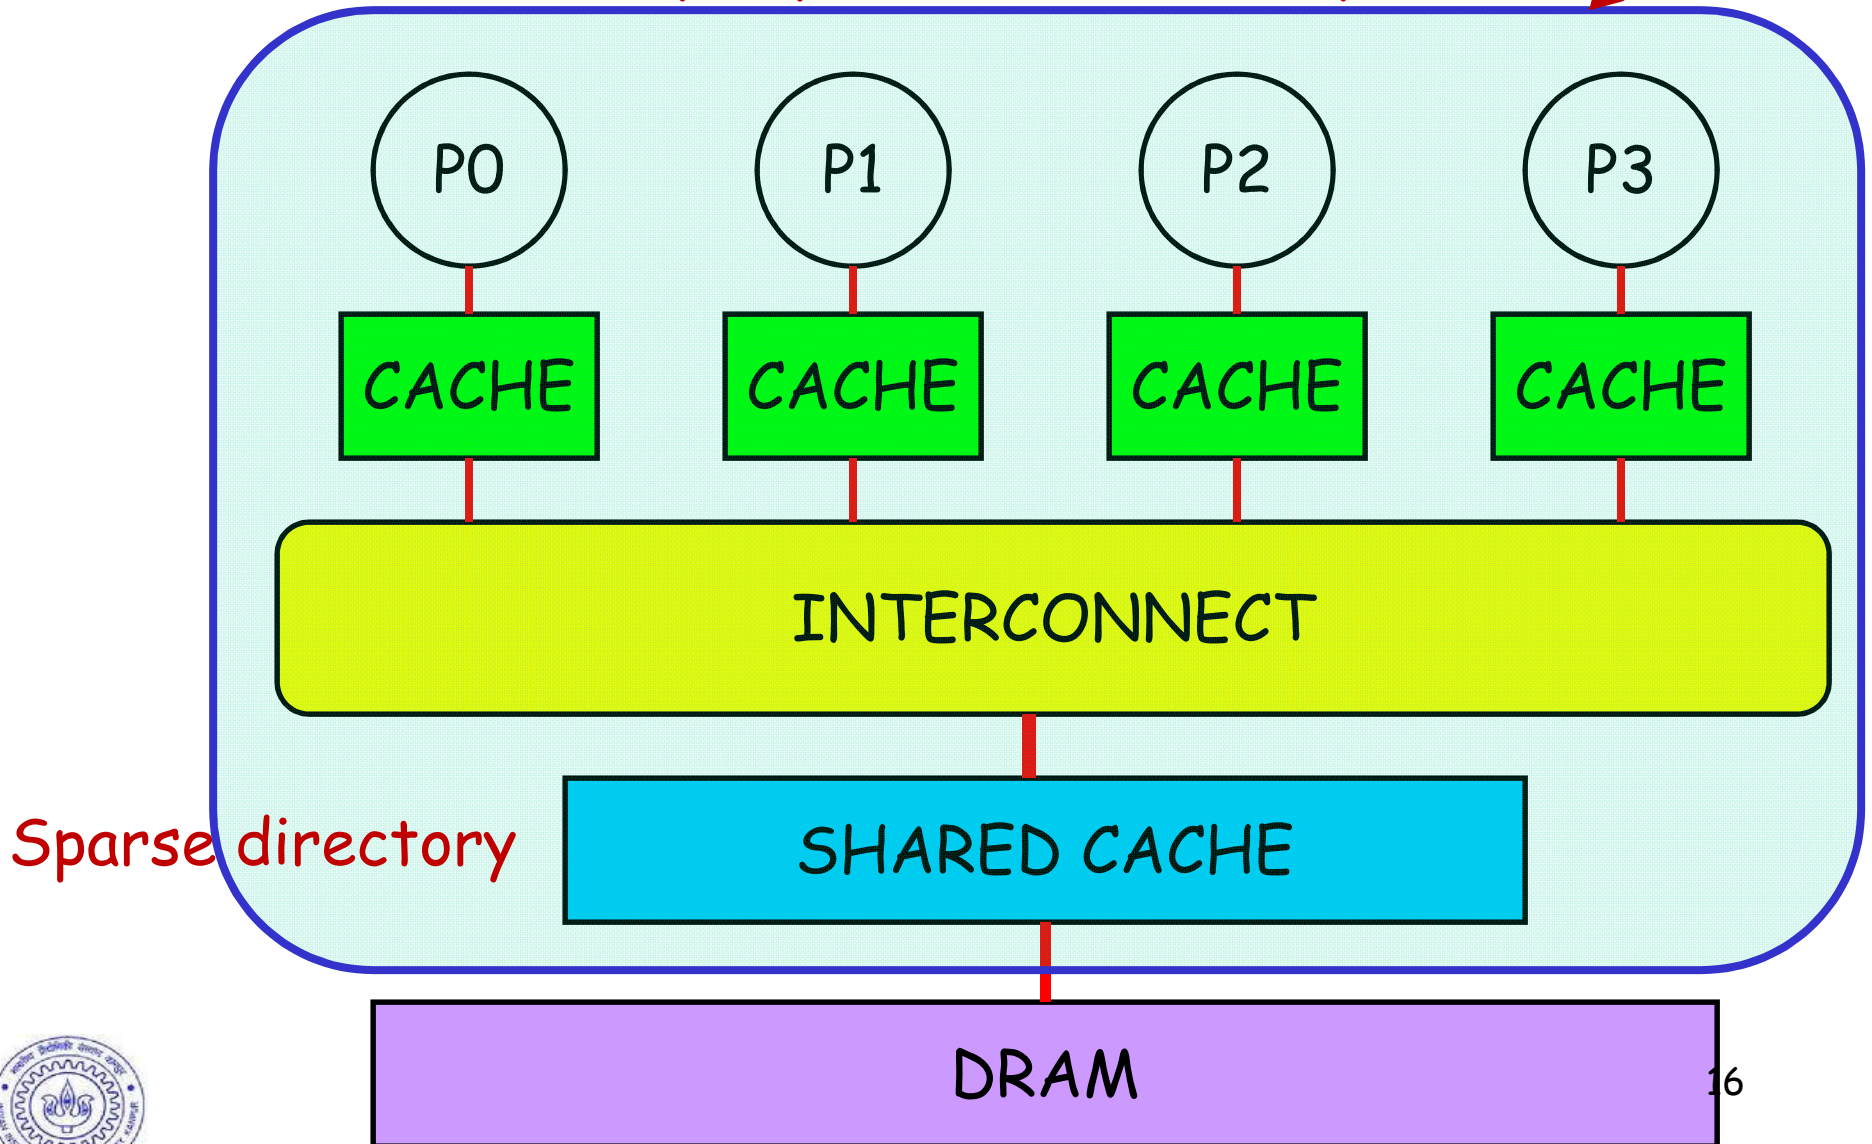 P0 P1 P2 P3
CACHE CACHE CACHE CACHE
INTERCONNECT
Sparse directory
SHARED CACHE
DRAM
16